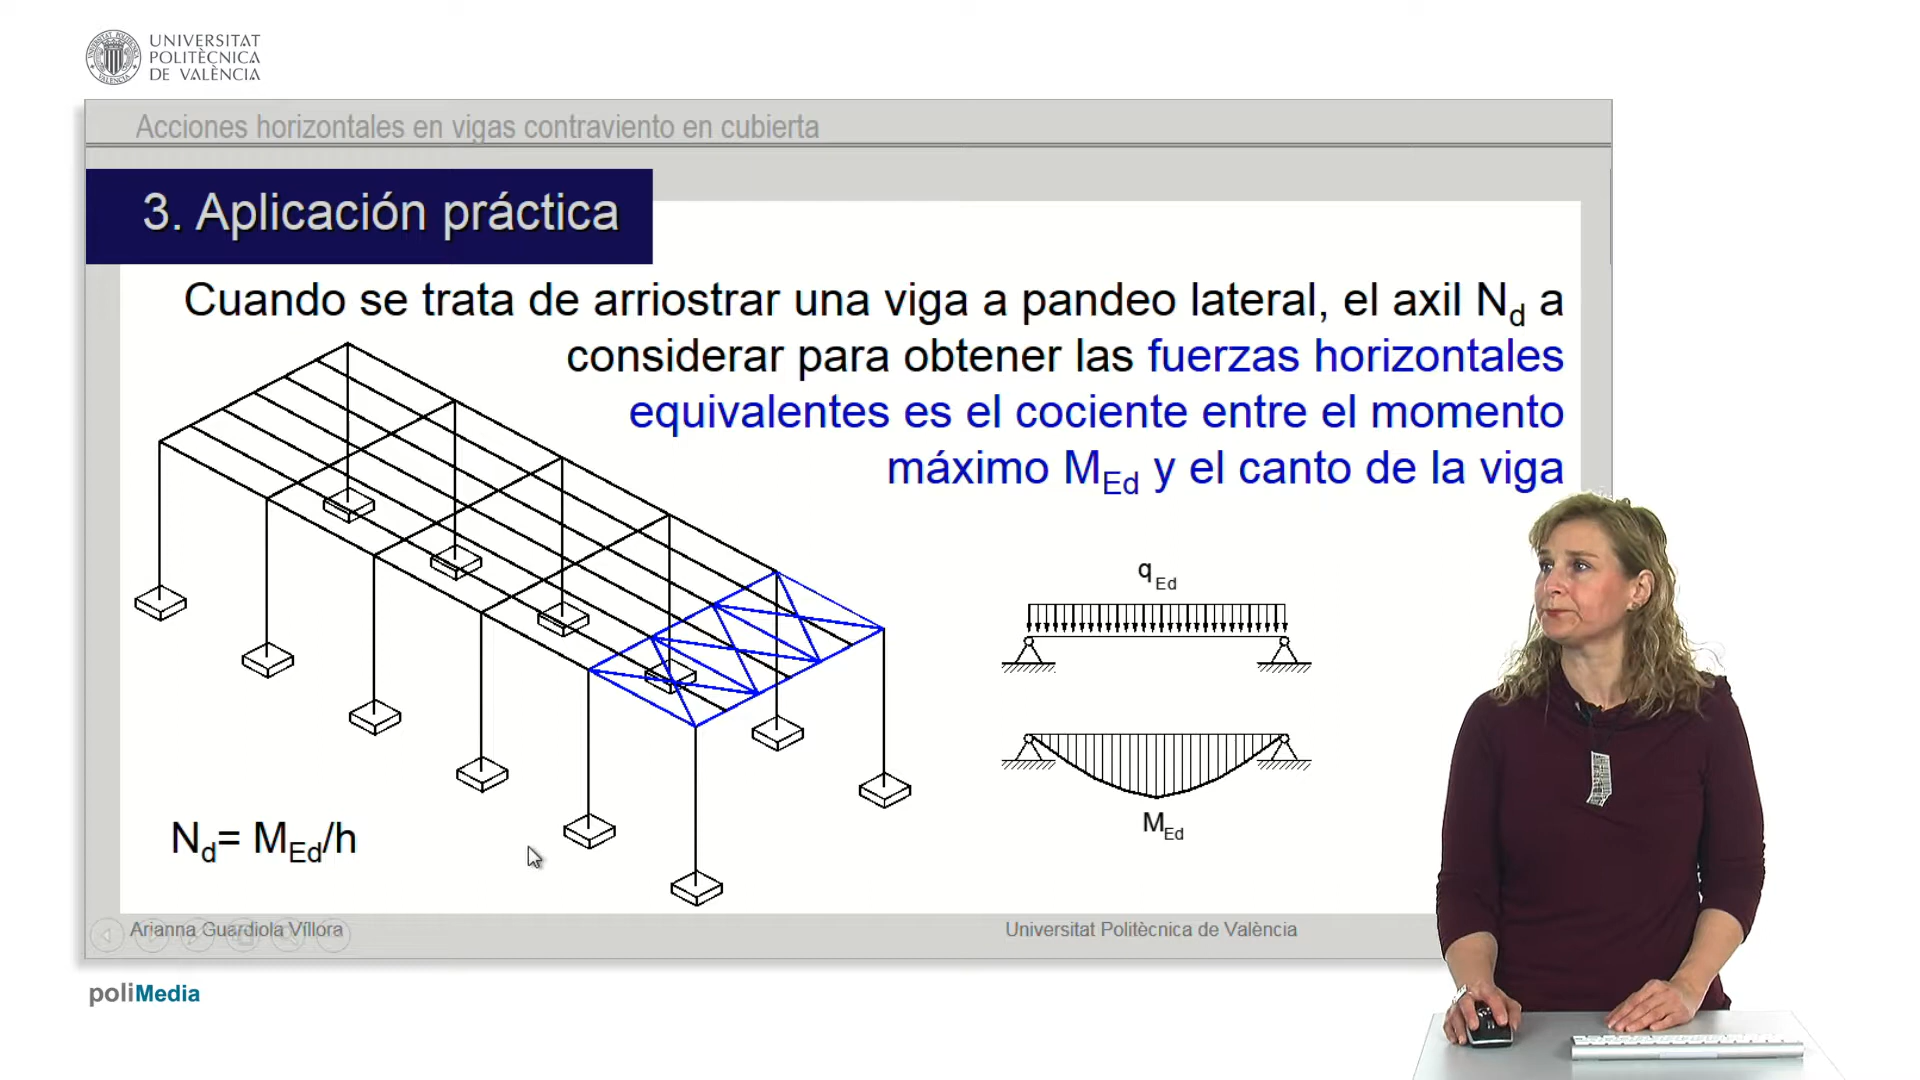 UNIVERSITAT
POLITÈCNICA
DE VALÈNCIA
Acciones horizontales en vigas contraviento en cubierta
3. Aplicación práctica
Cuando se trata de arriostrar una viga a pandeo lateral, el axil Nd a
considerar para obtener las fuerzas horizontales
equivalentes es el cociente entre el momento
máximo MEd y el canto de la viga
qEd
MEd
Nd= MEd/h
Arianna Guardiola Víllora
Universitat Politècnica de València
poliMedia